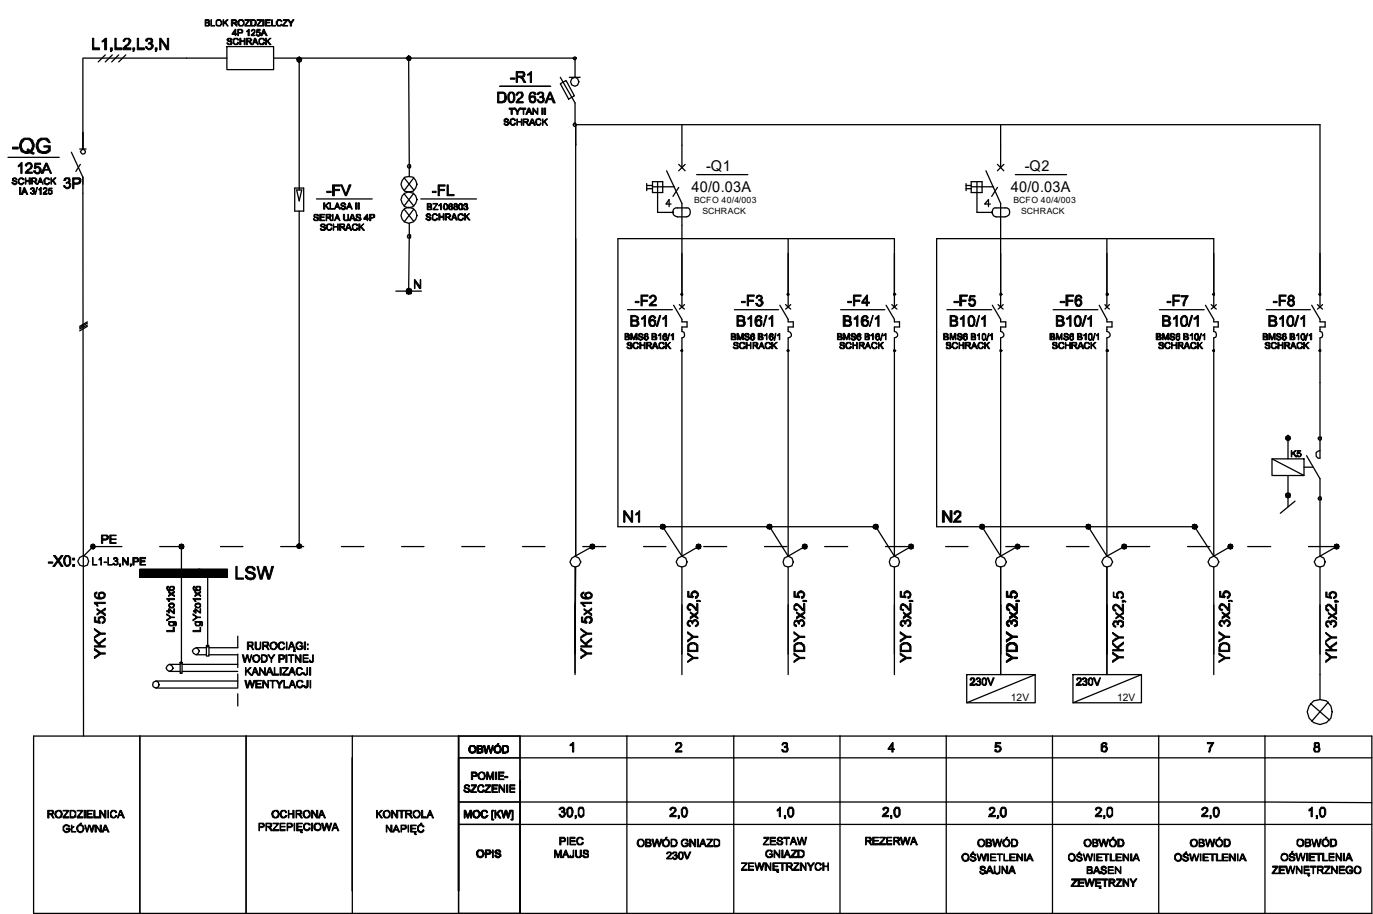 BLOK ROZDZIELCZY
4P 125A
SCHRACK
L1,L2,L3,N
-QG
125A
SCHRACK
IA 3/125
3P
-FV
KLASA II
SERIA UAS 4P
SCHRACK
-FL
BZ106803
SCHRACK
N
-R1
D02 63A
TYTAN II
SCHRACK
-Q1
40/0.03A
BCFO 40/4/003
SCHRACK
4
-Q2
40/0.03A
BCFO 40/4/003
SCHRACK
4
-F2
B16/1
BMS6 B16/1
SCHRACK
-F3
B16/1
BMS6 B16/1
SCHRACK
-F4
B16/1
BMS6 B16/1
SCHRACK
-F5
B10/1
BMS6 B10/1
SCHRACK
-F6
B10/1
BMS6 B10/1
SCHRACK
-F7
B10/1
BMS6 B10/1
SCHRACK
-F8
B10/1
BMS6 B10/1
SCHRACK
K5
N1
N2
PE
-X0:
L1-L3,N,PE
LSW
YKY 5x16
LgY2o1x6
LgY2o1x6
RUROCIĄGI:
WODY PITNEJ
KANALIZACJI
WENTYLACJI
YKY 5x16
YDY 3x2,5
YDY 3x2,5
YDY 3x2,5
YDY 3x2,5
YKY 3x2,5
YDY 3x2,5
YKY 3x2,5
230V
12V
230V
12V
OBWÓD 1 2 3 4 5 6 7 8
POMIE-
SZCZENIE
MOC [KW] 30,0 2,0 1,0 2,0 2,0 2,0 2,0 1,0
ROZDZIELNICA
GŁÓWNA
OCHRONA
PRZEPIĘCIOWA
KONTROLA
NAPIĘĆ
OPIS
PIEC
MAJUS
OBWÓD GNIAZD
230V
ZESTAW
GNIAZD
ZEWNĘTRZNYCH
REZERWA
OBWÓD
OŚWIETLENIA
SAUNA
OBWÓD
OŚWIETLENIA
BASEN
ZEWĘTRZNY
OBWÓD
OŚWIETLENIA
OBWÓD
OŚWIETLENIA
ZEWNĘTRZNEGO